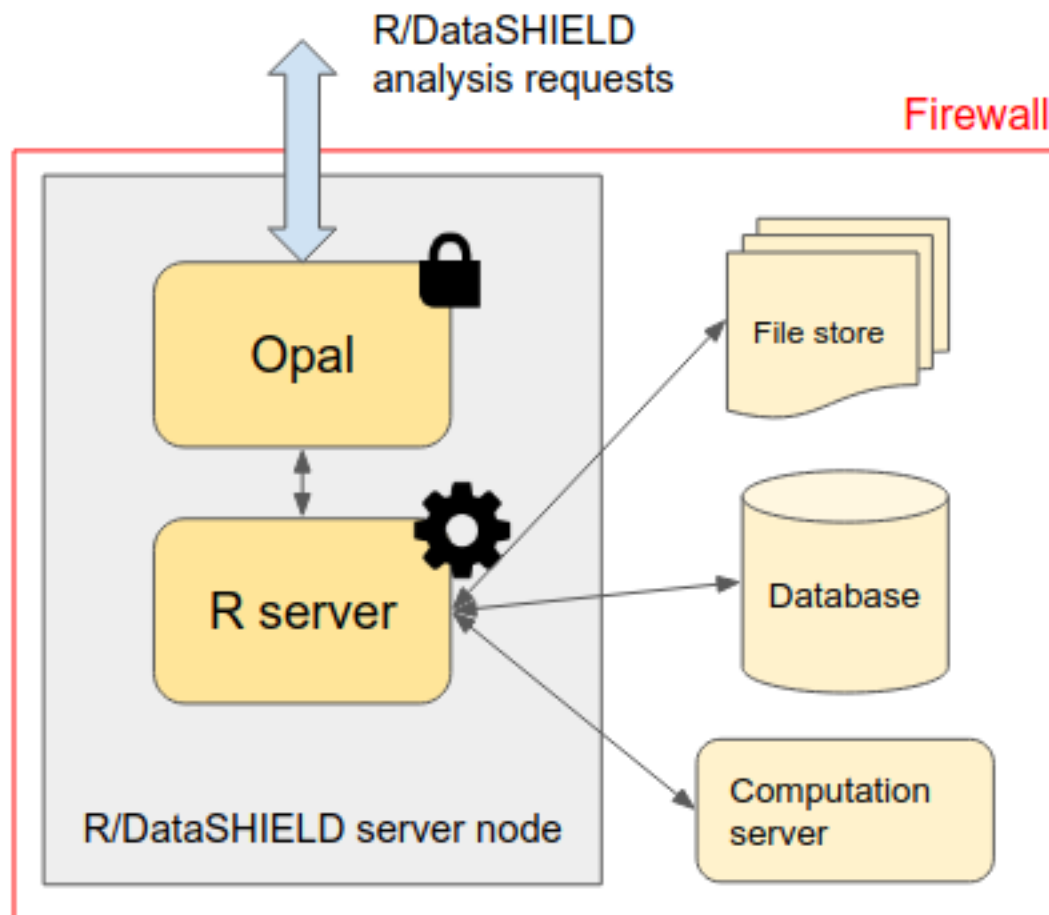 R/DataSHIELD
analysis requests
Firewall
Opal
File store
R server
Database
Computation
server
R/DataSHIELD server node